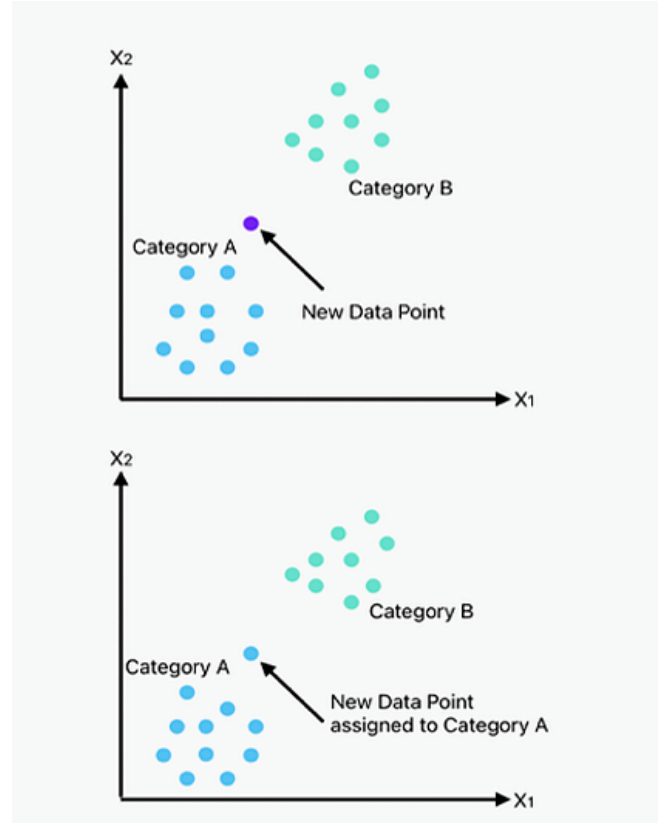 X2
Category B
Category A
New Data Point
X1
X2
Category B
Category A
New Data Point
assigned to Category A
X1